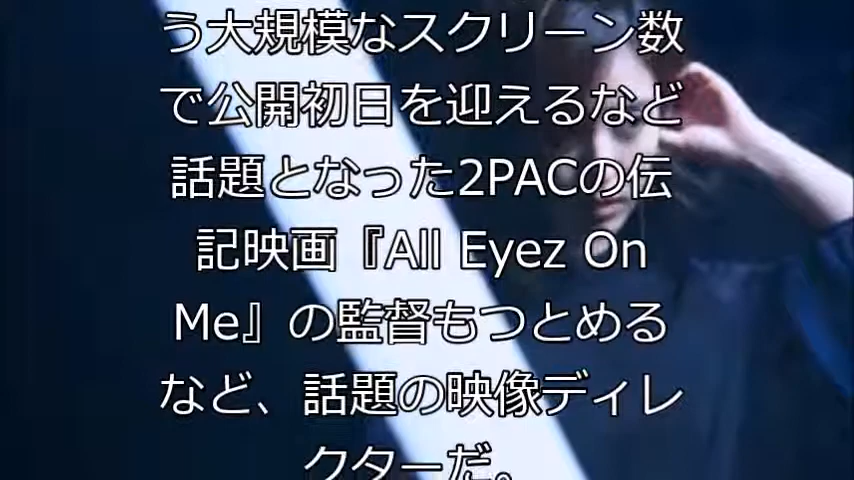 う大規模なスクリーン数
で公開初日を迎えるなど
話題となった2PACの伝
記映画『All Eyez On
Me』の監督もつとめる
など、話題の映像ディレ
クターだ。